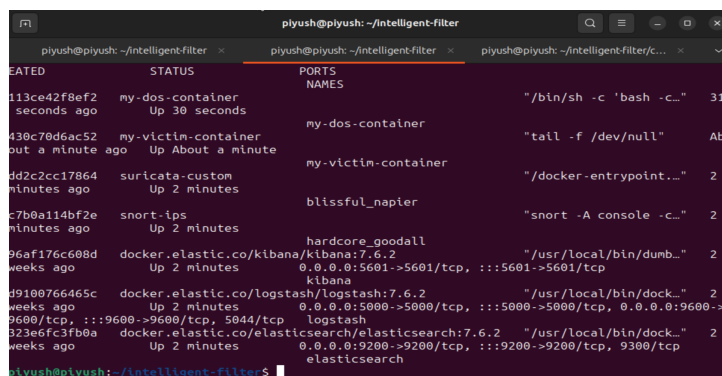 piyush@piyush: ~/intelligent-filter
piyush@piyush: ~/intelligent-filter × piyush@piyush: ~/intelligent-filter × piyush@piyush: ~/intelligent-filter/c... ×
EATED STATUS PORTS
NAMES
113ce42f8ef2 my-dos-container "/bin/sh -c 'bash -c…" 31
seconds ago Up 30 seconds
my-dos-container
430c70d6ac52 my-victim-container "tail -f /dev/null" Ab
out a minute ago Up About a minute
my-victim-container
dd2c2cc17864 suricata-custom "/docker-entrypoint.…" 2
minutes ago Up 2 minutes
blissful_napier
c7b0a114bf2e snort-ips "snort -A console -c…" 2
minutes ago Up 2 minutes
hardcore_goodall
96af176c608d docker.elastic.co/kibana/kibana:7.6.2 "/usr/local/bin/dumb…" 2
weeks ago Up 2 minutes 0.0.0.0:5601->5601/tcp, :::5601->5601/tcp
kibana
d9100766465c docker.elastic.co/logstash/logstash:7.6.2 "/usr/local/bin/dock…" 2
weeks ago Up 2 minutes 0.0.0.0:5000->5000/tcp, :::5000->5000/tcp, 0.0.0.0:9600->
9600/tcp, :::9600->9600/tcp, 5044/tcp logstash
323e6fc3fb0a docker.elastic.co/elasticsearch/elasticsearch:7.6.2 "/usr/local/bin/dock…" 2
weeks ago Up 2 minutes 0.0.0.0:9200->9200/tcp, :::9200->9200/tcp, 9300/tcp
elasticsearch
piyush@piyush:~/intelligent-filter$